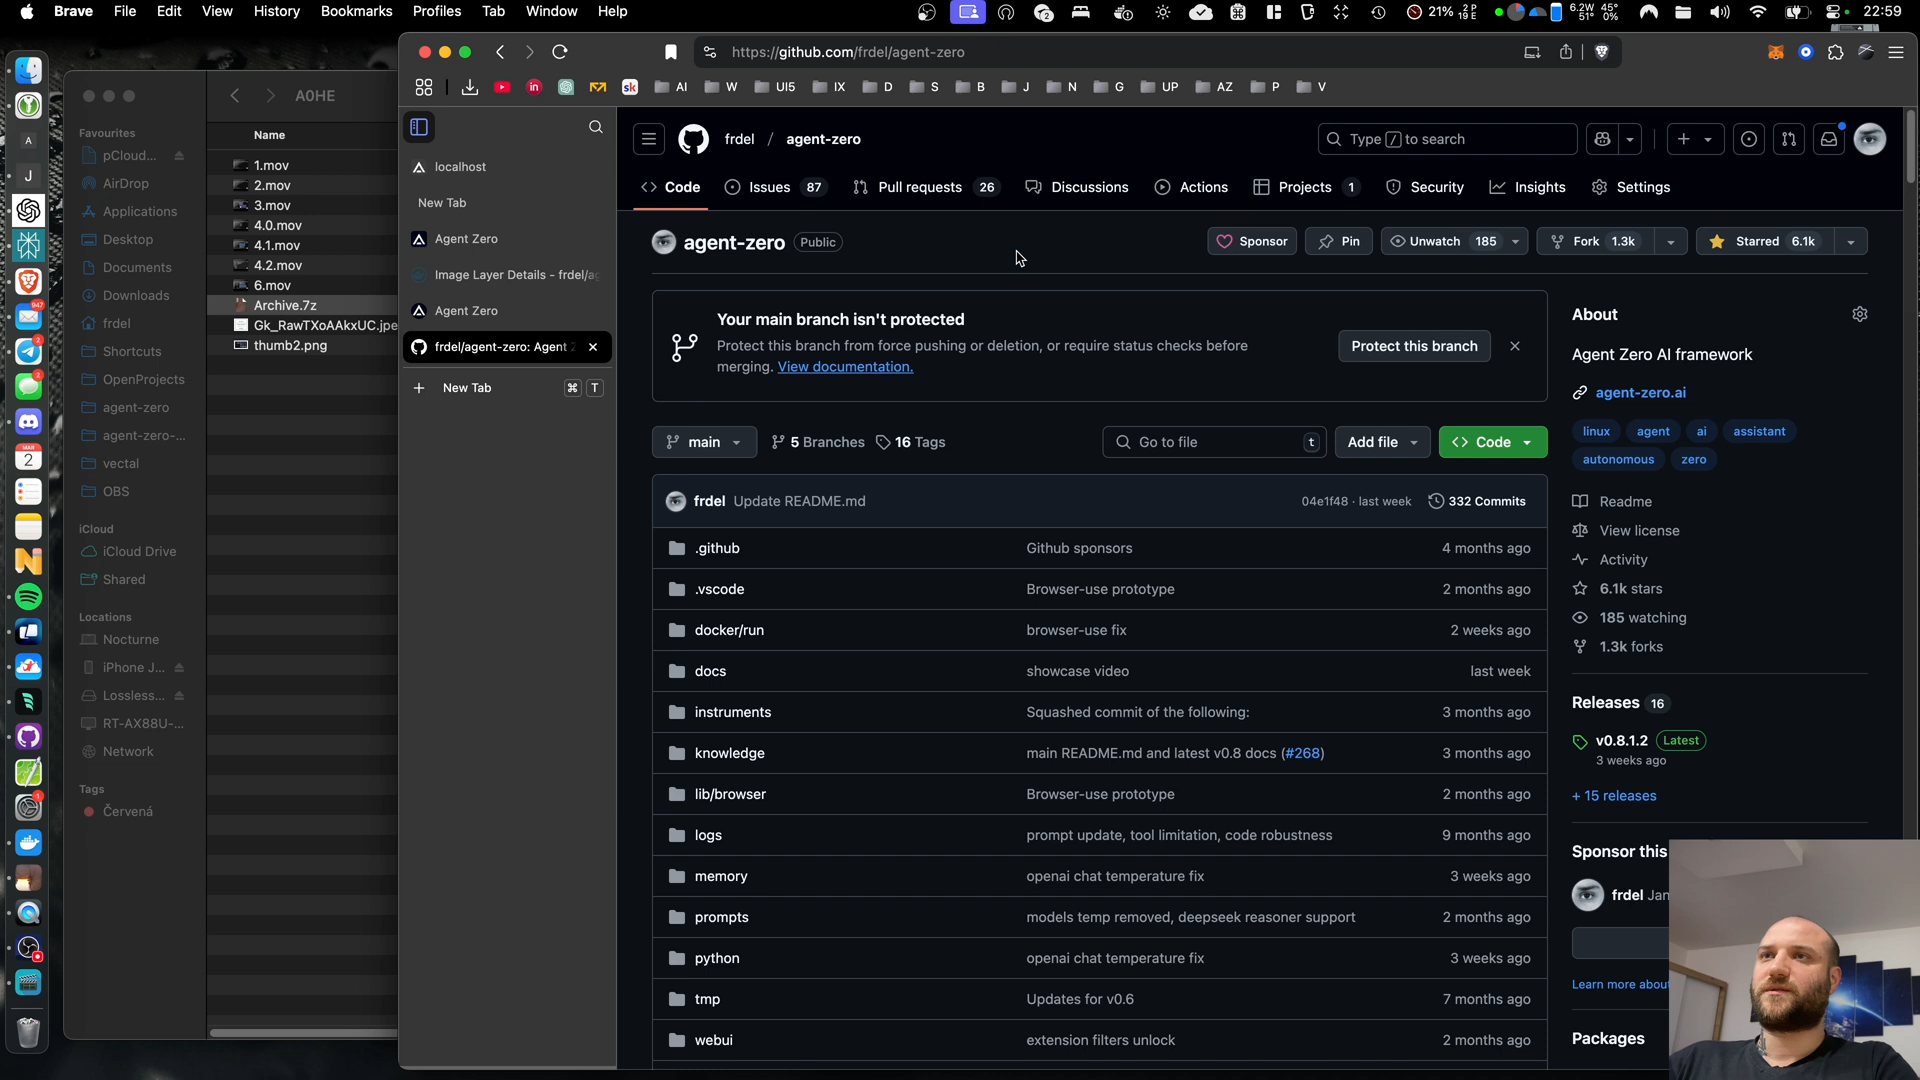 Brave File Edit View History Bookmarks Profiles Tab Window Help
21% 2P 19E 6.2W 45° 51° 0% 22:59
A0HE
Favourites
pCloud...
AirDrop
Applications
Desktop
Documents
Downloads
frdel
Shortcuts
OpenProjects
agent-zero
agent-zero-...
vectal
OBS
iCloud
iCloud Drive
Shared
Locations
Nocturne
iPhone J...
Lossless...
RT-AX88U-...
Network
Tags
Červená
Name
1.mov
2.mov
3.mov
4.0.mov
4.1.mov
4.2.mov
6.mov
Archive.7z
Gk_RawTXoAAkxUC.jpe
thumb2.png
https://github.com/frdel/agent-zero
AI W UI5 IX D S B J N G UP AZ P V
localhost
New Tab
Agent Zero
Image Layer Details - frdel/ag
Agent Zero
frdel/agent-zero: Agent Z
New Tab ⌘ T
frdel / agent-zero
Type / to search
Code Issues 87 Pull requests 26 Discussions Actions Projects 1 Security Insights Settings
agent-zero Public
Sponsor Pin Unwatch 185 Fork 1.3k Starred 6.1k
Your main branch isn't protected
Protect this branch from force pushing or deletion, or require status checks before
merging. View documentation.
Protect this branch
main 5 Branches 16 Tags
Go to file t Add file Code
frdel Update README.md 04e1f48 · last week 332 Commits
.github Github sponsors 4 months ago
.vscode Browser-use prototype 2 months ago
docker/run browser-use fix 2 weeks ago
docs showcase video last week
instruments Squashed commit of the following: 3 months ago
knowledge main README.md and latest v0.8 docs (#268) 3 months ago
lib/browser Browser-use prototype 2 months ago
logs prompt update, tool limitation, code robustness 9 months ago
memory openai chat temperature fix 3 weeks ago
prompts models temp removed, deepseek reasoner support 2 months ago
python openai chat temperature fix 3 weeks ago
tmp Updates for v0.6 7 months ago
webui extension filters unlock 2 months ago
About
Agent Zero AI framework
agent-zero.ai
linux agent ai assistant
autonomous zero
Readme
View license
Activity
6.1k stars
185 watching
1.3k forks
Releases 16
v0.8.1.2 Latest
3 weeks ago
+ 15 releases
Sponsor this
frdel Jan
Learn more about
Packages